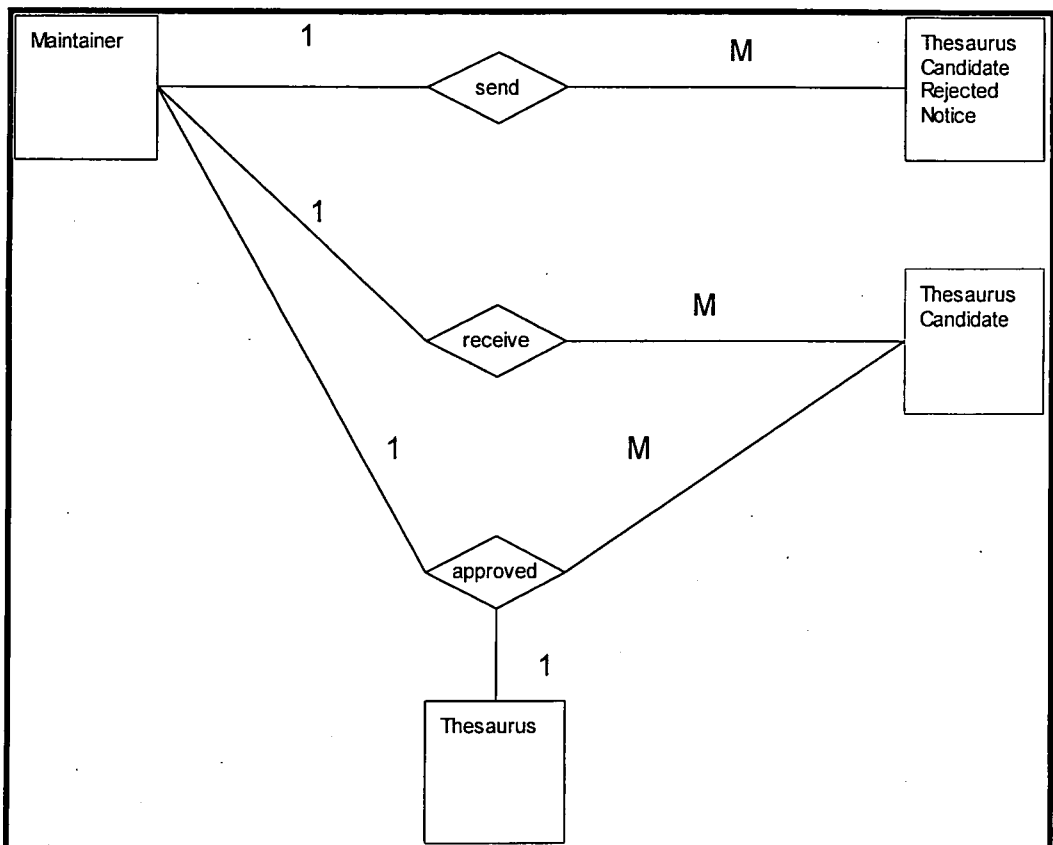 Maintainer
1
send
M
Thesaurus
Candidate
Rejected
Notice
1
receive
M
Thesaurus
Candidate
1
M
approved
1
Thesaurus